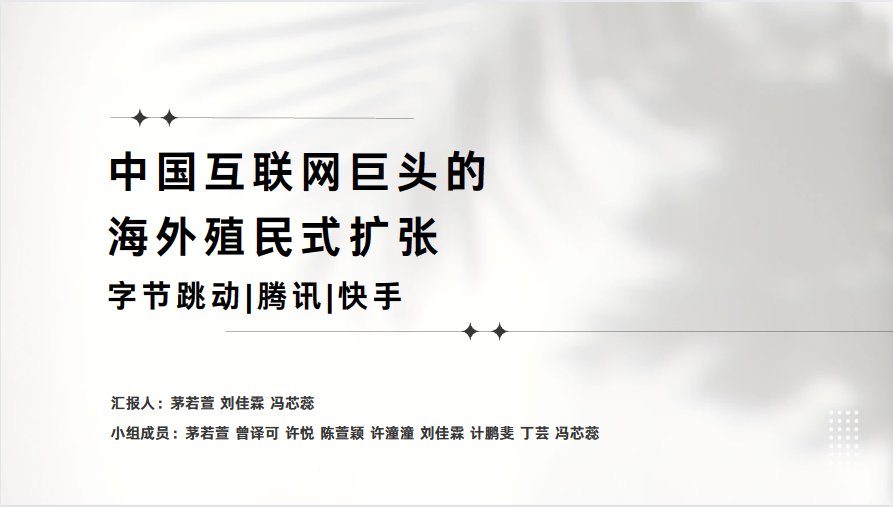 中国互联网巨头的
海外殖民式扩张
字节跳动|腾讯|快手
汇报人：茅若萱 刘佳霖 冯芯蕊
小组成员：茅若萱 曾译可 许悦 陈萱颖 许潼潼 刘佳霖 计鹏斐 丁芸 冯芯蕊